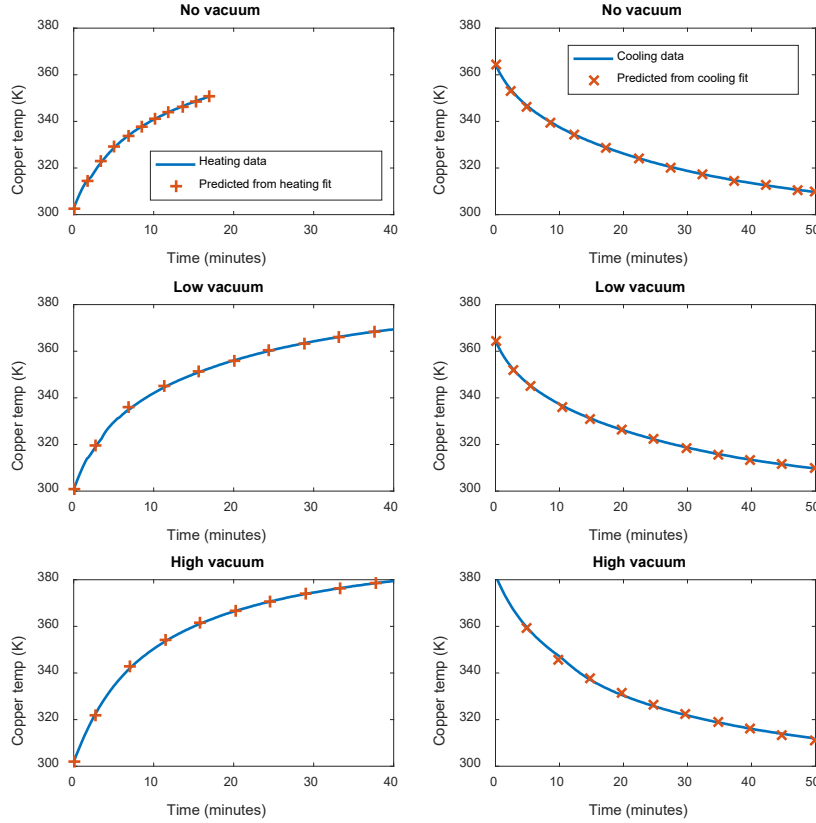 No vacuum
380
360
340
320
300
Copper temp (K)
0 10 20 30 40
Time (minutes)
Heating data
Predicted from heating fit
No vacuum
380
360
340
320
300
Copper temp (K)
0 10 20 30 40 50
Time (minutes)
Cooling data
Predicted from cooling fit
Low vacuum
380
360
340
320
300
Copper temp (K)
0 10 20 30 40
Time (minutes)
Low vacuum
380
360
340
320
300
Copper temp (K)
0 10 20 30 40 50
Time (minutes)
High vacuum
380
360
340
320
300
Copper temp (K)
0 10 20 30 40
Time (minutes)
High vacuum
380
360
340
320
300
Copper temp (K)
0 10 20 30 40 50
Time (minutes)